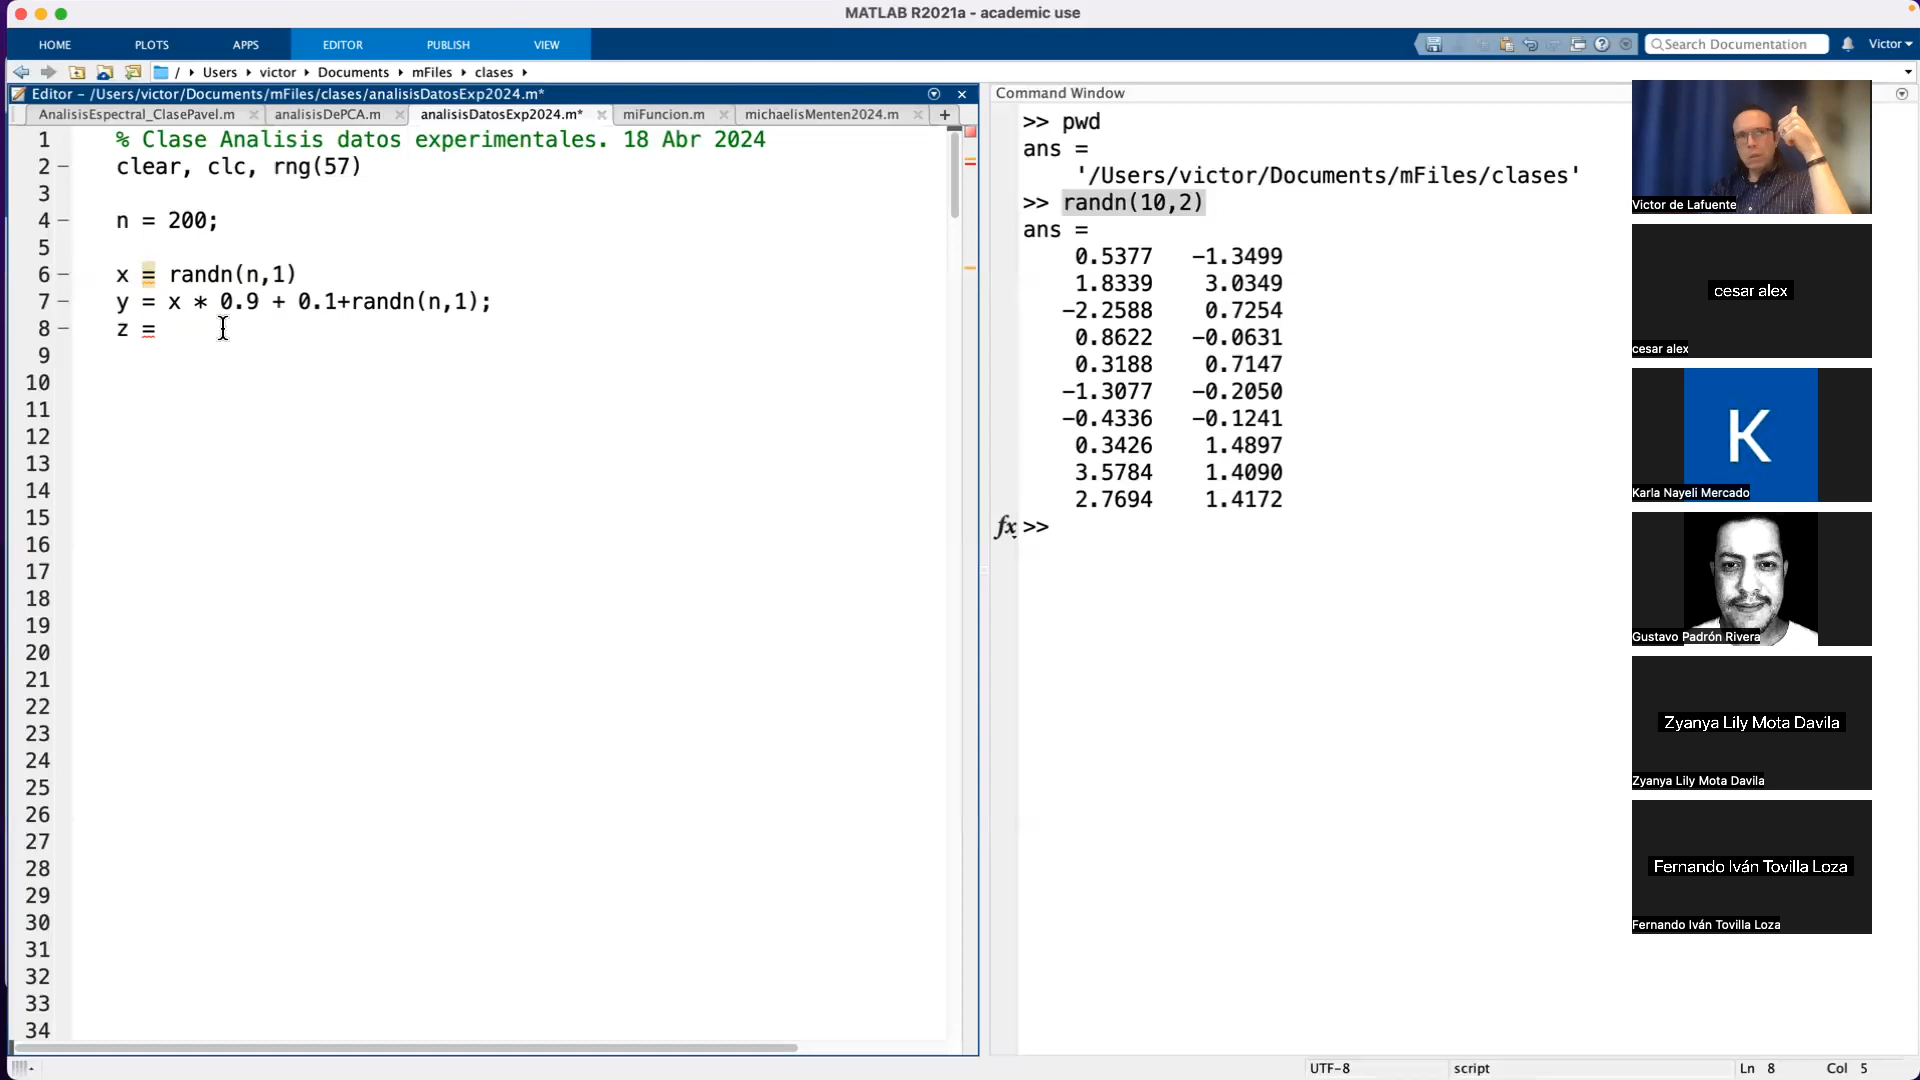 MATLAB R2021a - academic use
HOME PLOTS APPS EDITOR PUBLISH VIEW Search Documentation Victor
/ Users victor Documents mFiles clases
Editor - /Users/victor/Documents/mFiles/clases/analisisDatosExp2024.m*
AnalisisEspectral_ClasePavel.m analisisDePCA.m analisisDatosExp2024.m* miFuncion.m michaelisMenten2024.m +
1 % Clase Analisis datos experimentales. 18 Abr 2024
2 clear, clc, rng(57)
3
4 n = 200;
5
6 x = randn(n,1)
7 y = x * 0.9 + 0.1+randn(n,1);
8 z =
9
10
11
12
13
14
15
16
17
18
19
20
21
22
23
24
25
26
27
28
29
30
31
32
33
34
Command Window
>> pwd
ans =
'/Users/victor/Documents/mFiles/clases'
>> randn(10,2)
ans =
0.5377 -1.3499
1.8339 3.0349
-2.2588 0.7254
0.8622 -0.0631
0.3188 0.7147
-1.3077 -0.2050
-0.4336 -0.1241
0.3426 1.4897
3.5784 1.4090
2.7694 1.4172
fx >>
Victor de Lafuente
cesar alex
cesar alex
K
Karla Nayeli Mercado
Gustavo Padrón Rivera
Zyanya Lily Mota Davila
Zyanya Lily Mota Davila
Fernando Iván Tovilla Loza
Fernando Iván Tovilla Loza
UTF-8 script Ln 8 Col 5